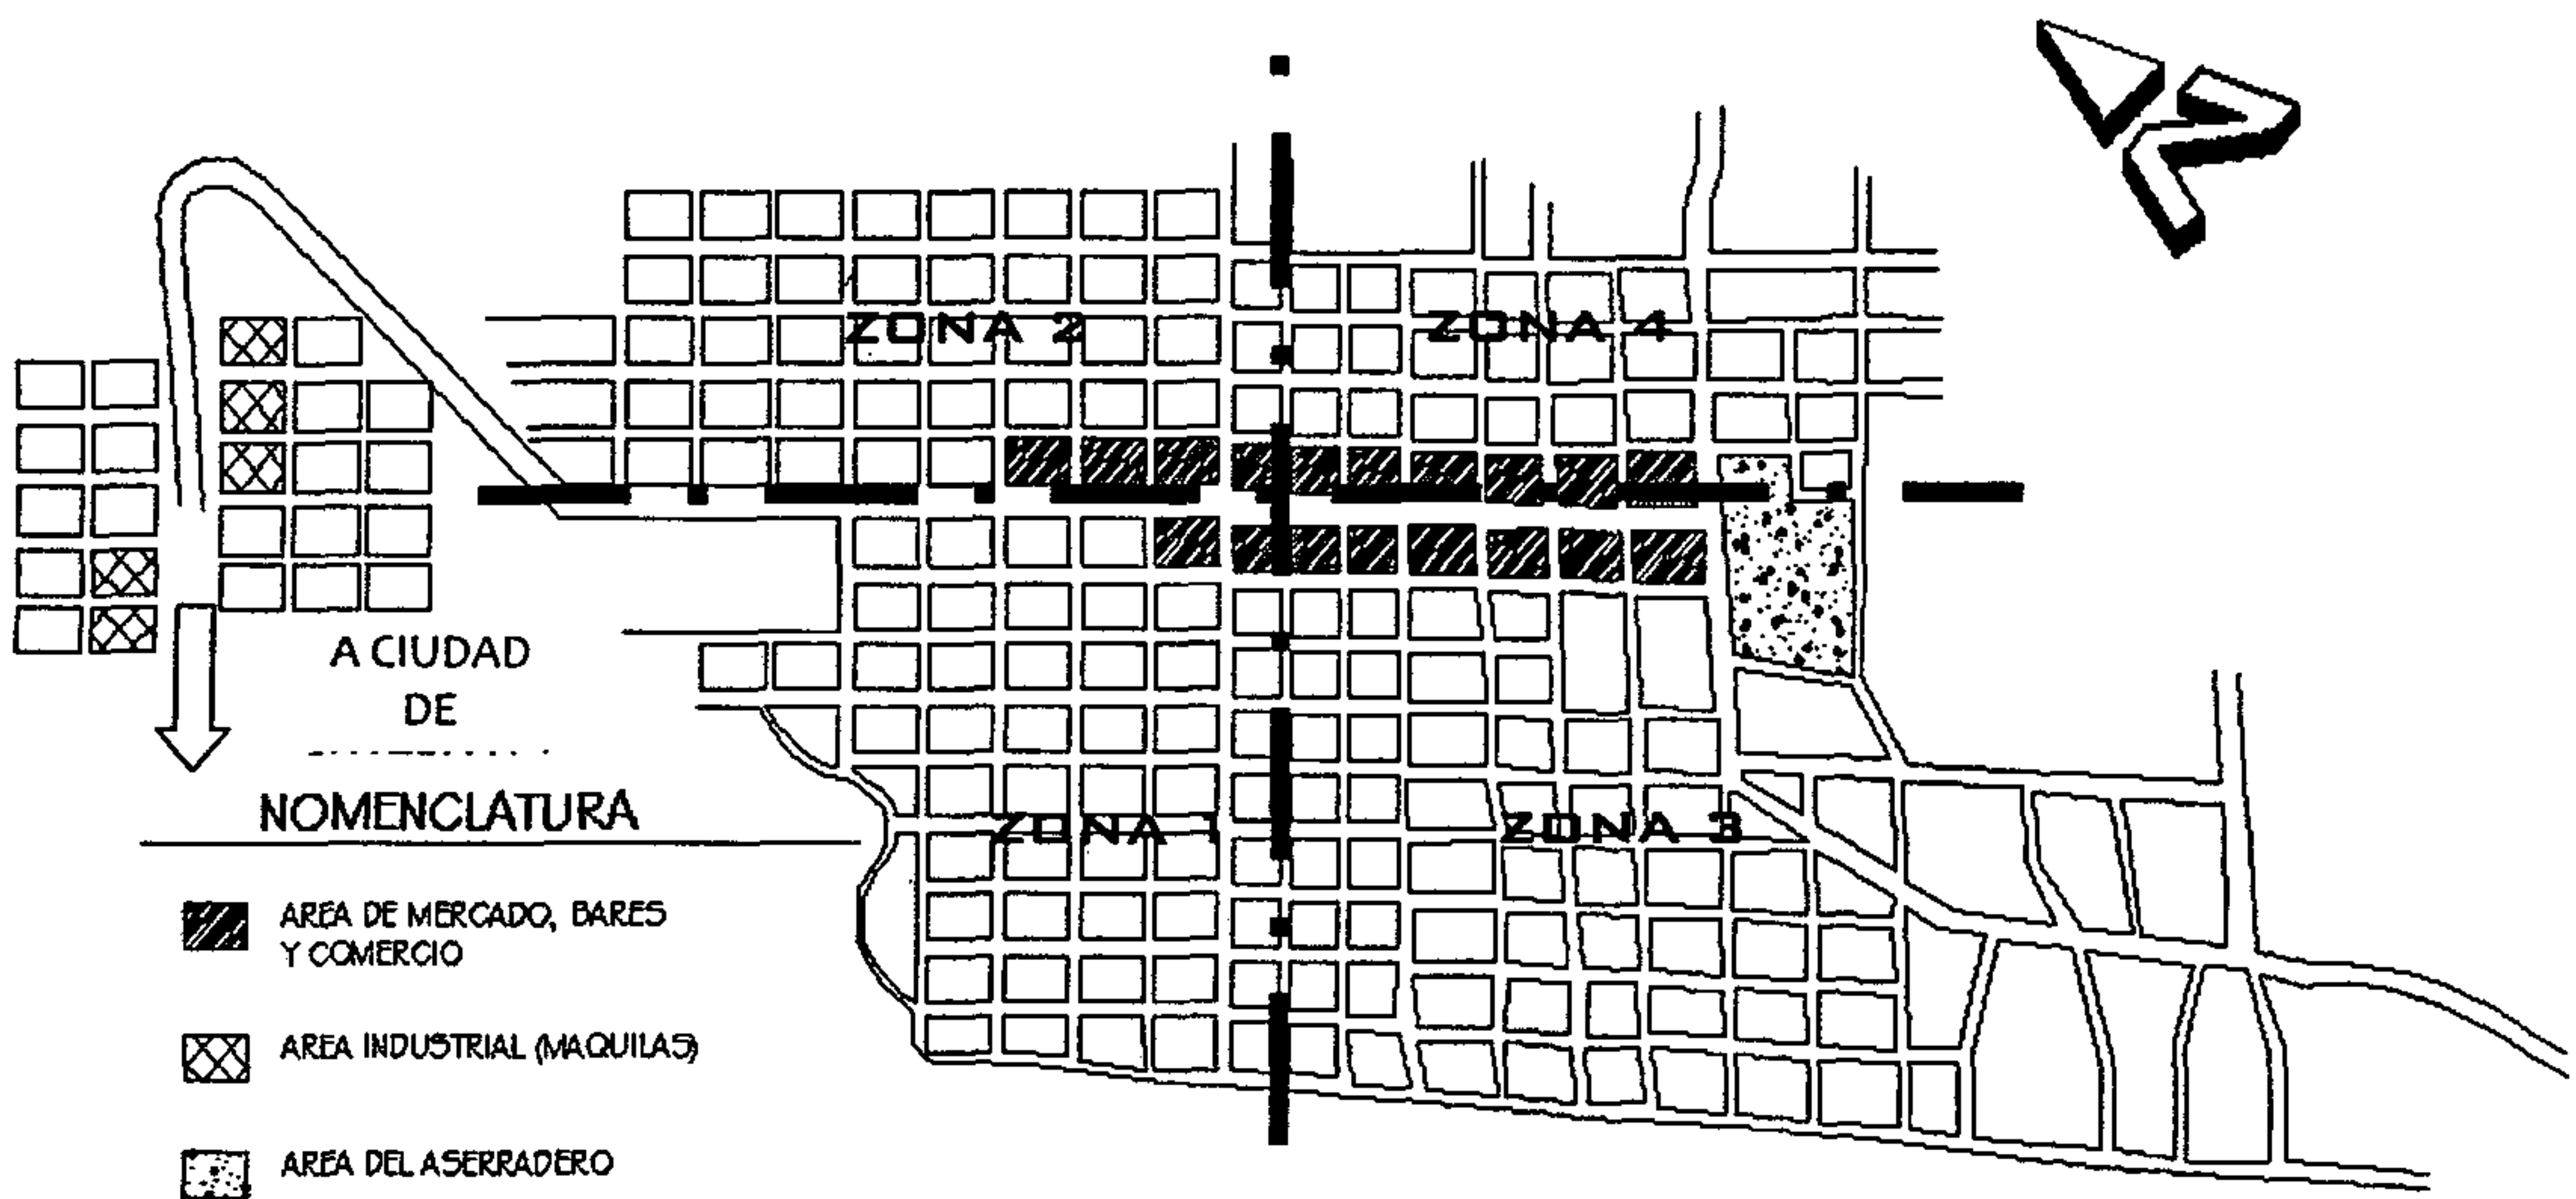 N
ZONA 2
ZONA 4
A CIUDAD
DE
NOMENCLATURA
ZONA 1
ZONA 3
AREA DE MERCADO, BARES
Y COMERCIO
AREA INDUSTRIAL (MAQUILAS)
AREA DEL ASERRADERO